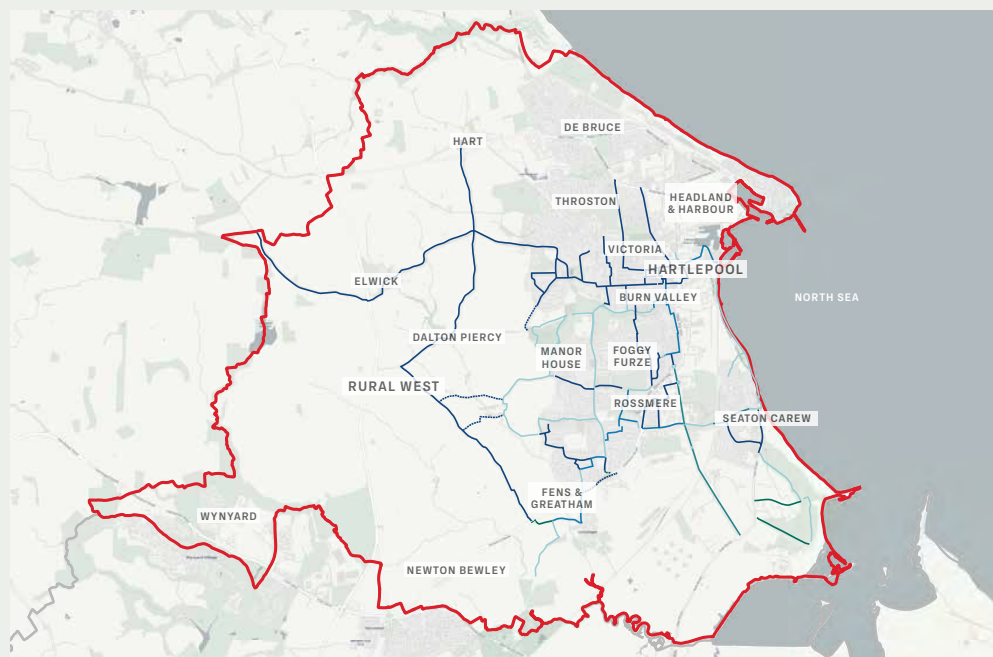 DE BRUCE
HART
THROSTON
HEADLAND
& HARBOUR
VICTORIA
HARTLEPOOL
ELWICK
BURN VALLEY
NORTH SEA
DALTON PIERCY
MANOR
HOUSE
FOGGY
FURZE
RURAL WEST
ROSSMERE
SEATON CAREW
FENS &
GREATHAM
WYNYARD
NEWTON BEWLEY